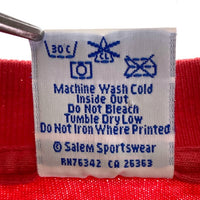 30 C CL
Machine Wash Cold
Inside Out
Do Not Bleach
Tumble Dry Low
Do Not Iron Where Printed
© Salem Sportswear
RN76342 CA 26363